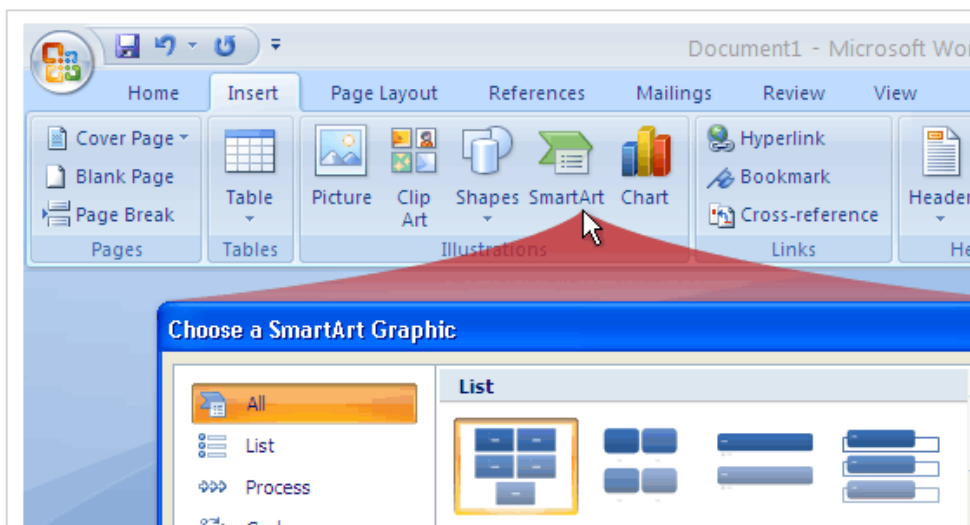 Document1 - Microsoft Wor
Home Insert Page Layout References Mailings Review View
Cover Page
Blank Page
Page Break
Pages
Table
Tables
Picture
Clip
Art
Shapes
SmartArt
Chart
Illustrations
Hyperlink
Bookmark
Cross-reference
Links
Header
He
Choose a SmartArt Graphic
All
List
Process
List